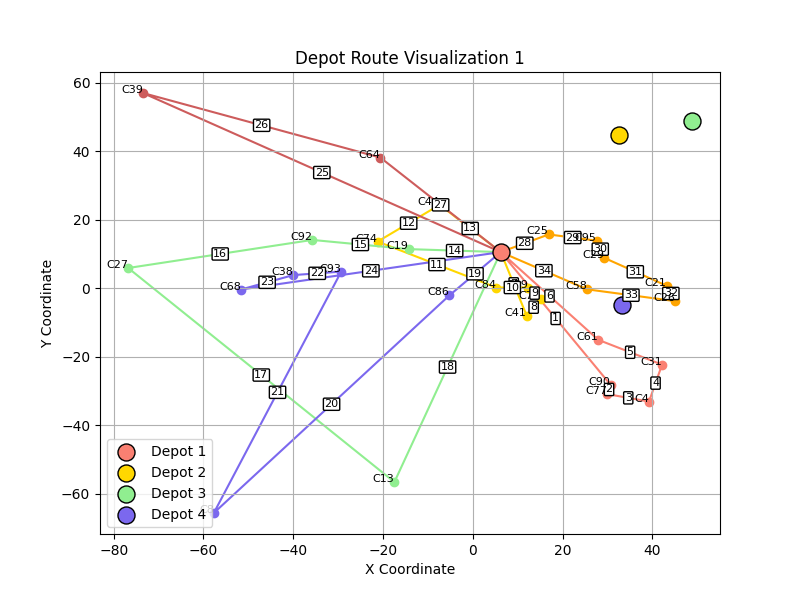 Depot Route Visualization 1
Y Coordinate
60
40
20
0
−20
−40
−60
C39
26
25
C64
27
12
13
C25
29
30
28
C92
C19
15
14
16
C27
11
24
19
34
31
C21
32
33
C58
C68
23
C38
22
C93
C86
C84
10
9
6
8
C41
1
C61
5
C31
4
C4
3
2
C77
17
21
20
18
C13
Depot 1
Depot 2
Depot 3
Depot 4
−80
−60
−40
−20
0
20
40
X Coordinate